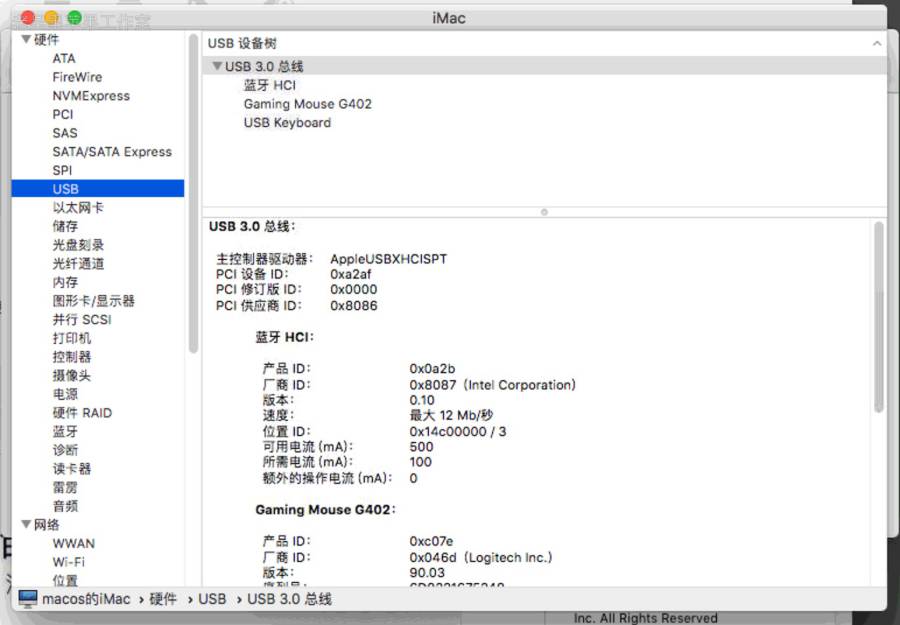 iMac
硬件
ATA
FireWire
NVMExpress
PCI
SAS
SATA/SATA Express
SPI
USB
以太网卡
储存
光盘刻录
光纤通道
内存
图形卡/显示器
并行 SCSI
打印机
控制器
摄像头
电源
硬件 RAID
蓝牙
诊断
读卡器
雷雳
音频
网络
WWAN
Wi-Fi
位置
USB 设备树
USB 3.0 总线
蓝牙 HCI
Gaming Mouse G402
USB Keyboard
USB 3.0 总线：
主控制器驱动器： AppleUSBXHCISPT
PCI 设备 ID： 0xa2af
PCI 修订版 ID： 0x0000
PCI 供应商 ID： 0x8086
蓝牙 HCI：
产品 ID： 0x0a2b
厂商 ID： 0x8087（Intel Corporation）
版本： 0.10
速度： 最大 12 Mb/秒
位置 ID： 0x14c00000 / 3
可用电流 (mA)： 500
所需电流 (mA)： 100
额外的操作电流 (mA)： 0
Gaming Mouse G402：
产品 ID： 0xc07e
厂商 ID： 0x046d（Logitech Inc.）
版本： 90.03
macos的iMac › 硬件 › USB › USB 3.0 总线
Inc. All Rights Reserved